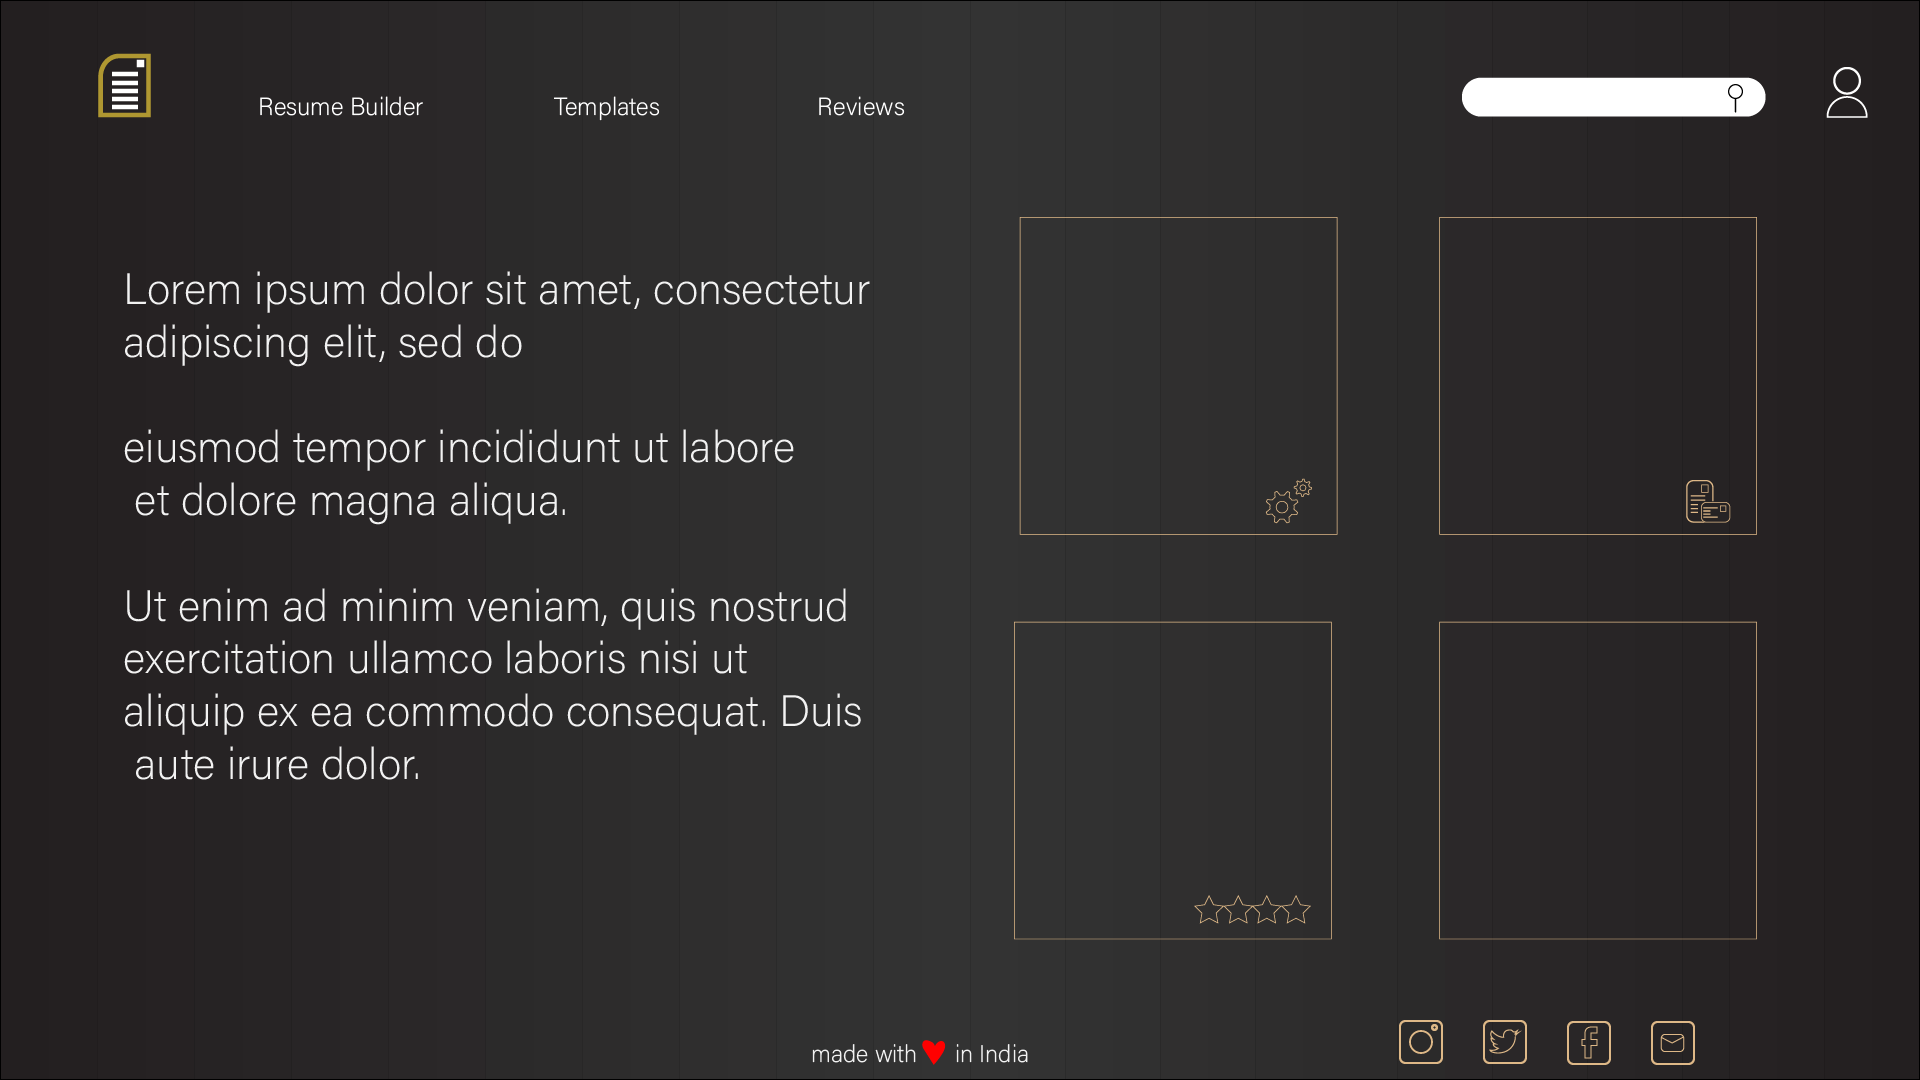 Resume Builder
Templates
Reviews
Lorem ipsum dolor sit amet, consectetur
adipiscing elit, sed do
eiusmod tempor incididunt ut labore
et dolore magna aliqua.
Ut enim ad minim veniam, quis nostrud
exercitation ullamco laboris nisi ut
aliquip ex ea commodo consequat. Duis
aute irure dolor.
made with ♥ in India